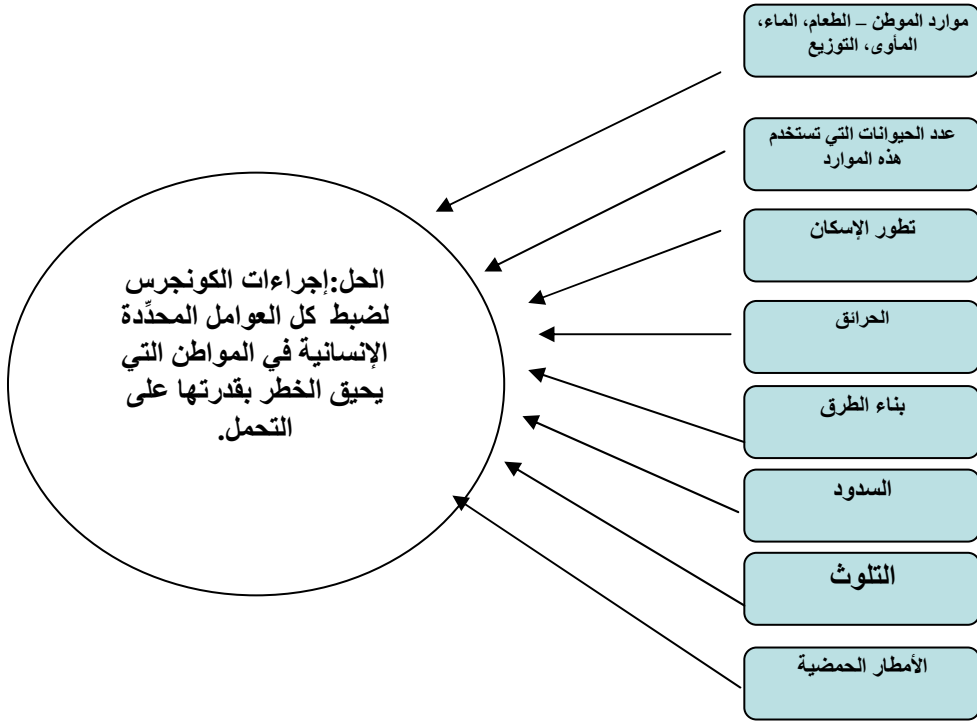 موارد الموطن – الطعام، الماء،
المأوى، التوزيع
عدد الحيوانات التي تستخدم
هذه الموارد
تطور الإسكان
الحرائق
بناء الطرق
السدود
التلوث
الأمطار الحمضية
الحل:إجراءات الكونجرس
لضبط كل العوامل المحدِّدة
الإنسانية في المواطن التي
يحيق الخطر بقدرتها على
التحمل.